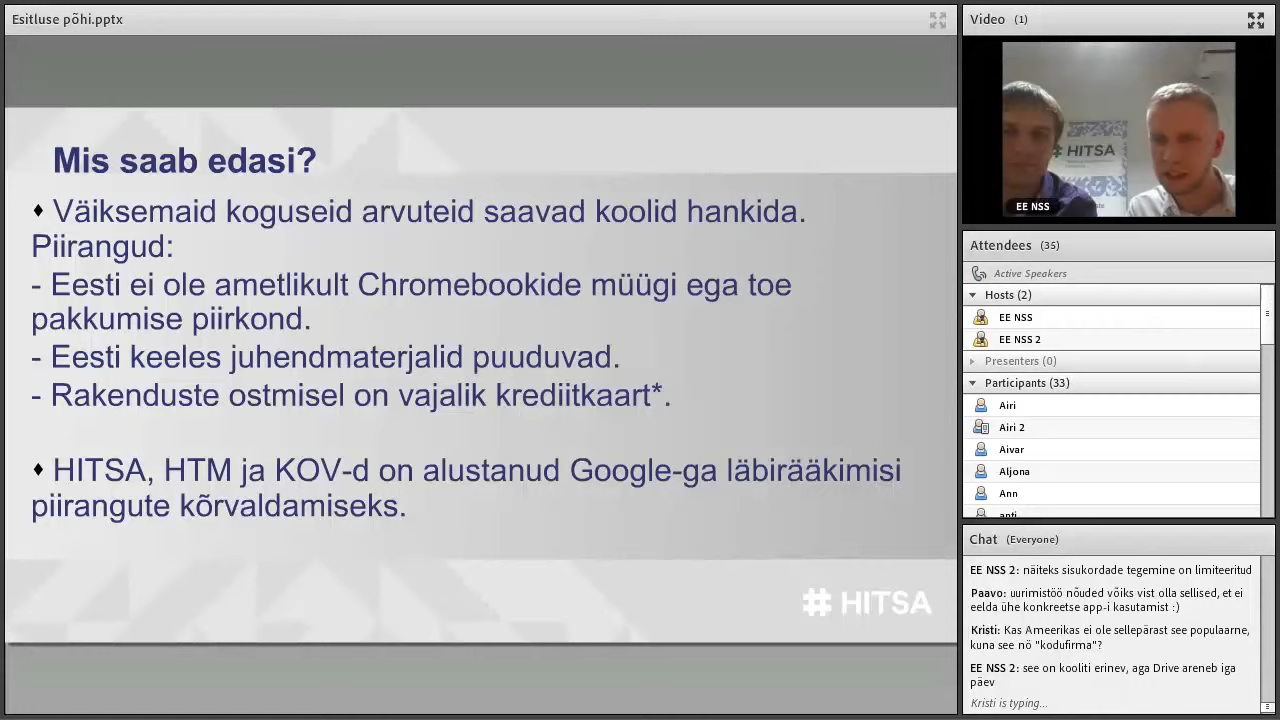 Esitluse põhi.pptx
Mis saab edasi?
♦ Väiksemaid koguseid arvuteid saavad koolid hankida.
Piirangud:
- Eesti ei ole ametlikult Chromebookide müügi ega toe
pakkumise piirkond.
- Eesti keeles juhendmaterjalid puuduvad.
- Rakenduste ostmisel on vajalik krediitkaart*.
♦ HITSA, HTM ja KOV-d on alustanud Google-ga läbirääkimisi
piirangute kõrvaldamiseks.
# HITSA
Video (1)
# HITSA
EE NSS
Attendees (35)
Active Speakers
Hosts (2)
EE NSS
EE NSS 2
Presenters (0)
Participants (33)
Airi
Airi 2
Aivar
Aljona
Ann
anti
Chat (Everyone)
EE NSS 2: näiteks sisukordade tegemine on limiteeritud
Paavo: uurimistöö nõuded võiks vist olla sellised, et ei
eelda ühe konkreetse app-i kasutamist :)
Kristi: Kas Ameerikas ei ole sellepärast see populaarne,
kuna see nö "kodufirma"?
EE NSS 2: see on kooliti erinev, aga Drive areneb iga
päev
Kristi is typing...